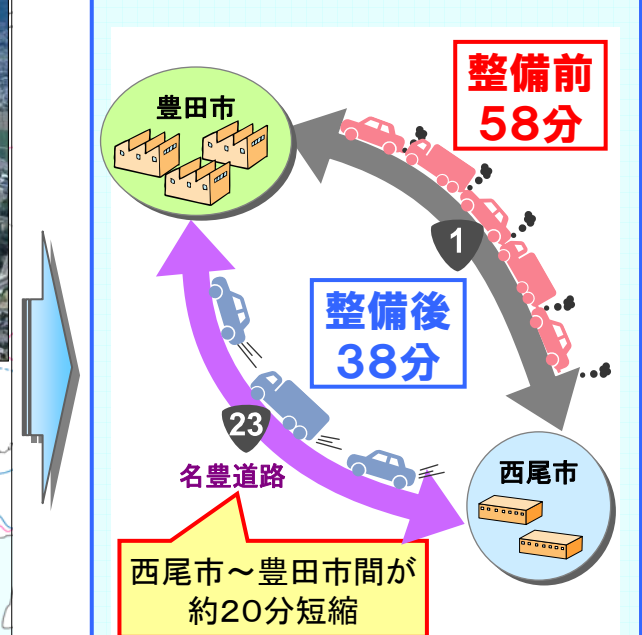 整備前
58分
豊田市
1
整備後
38分
23
名豊道路
西尾市
西尾市~豊田市間が
約20分短縮